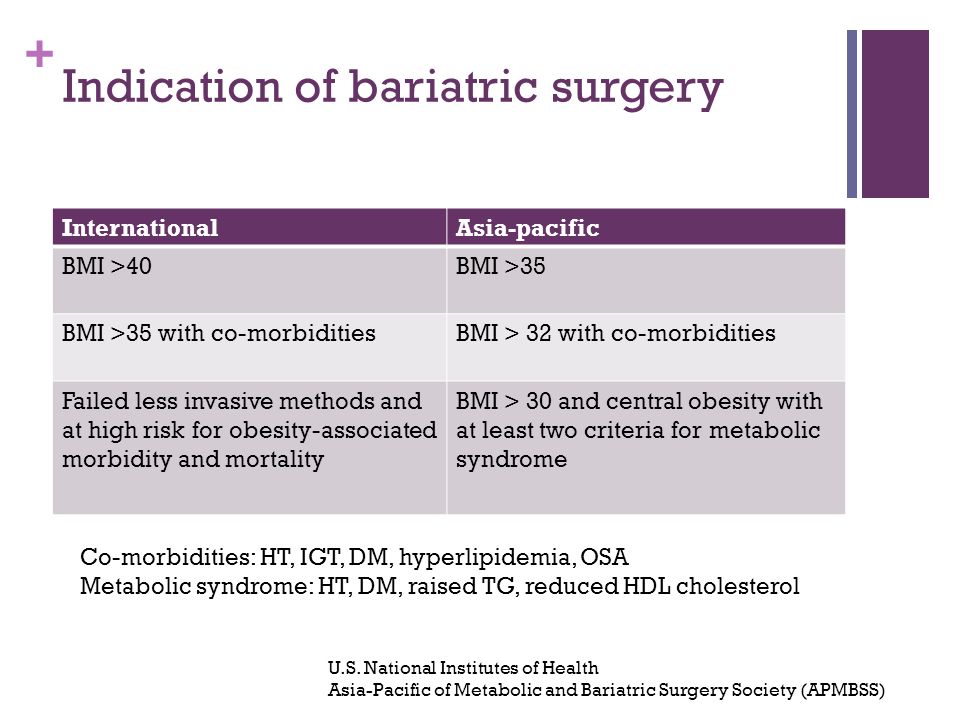 +
Indication of bariatric surgery
International
Asia-pacific
BMI >40
BMI >35
BMI >35 with co-morbidities
BMI > 32 with co-morbidities
Failed less invasive methods and
at high risk for obesity-associated
morbidity and mortality
BMI > 30 and central obesity with
at least two criteria for metabolic
syndrome
Co-morbidities: HT, IGT, DM, hyperlipidemia, OSA
Metabolic syndrome: HT, DM, raised TG, reduced HDL cholesterol
U.S. National Institutes of Health
Asia-Pacific of Metabolic and Bariatric Surgery Society (APMBSS)